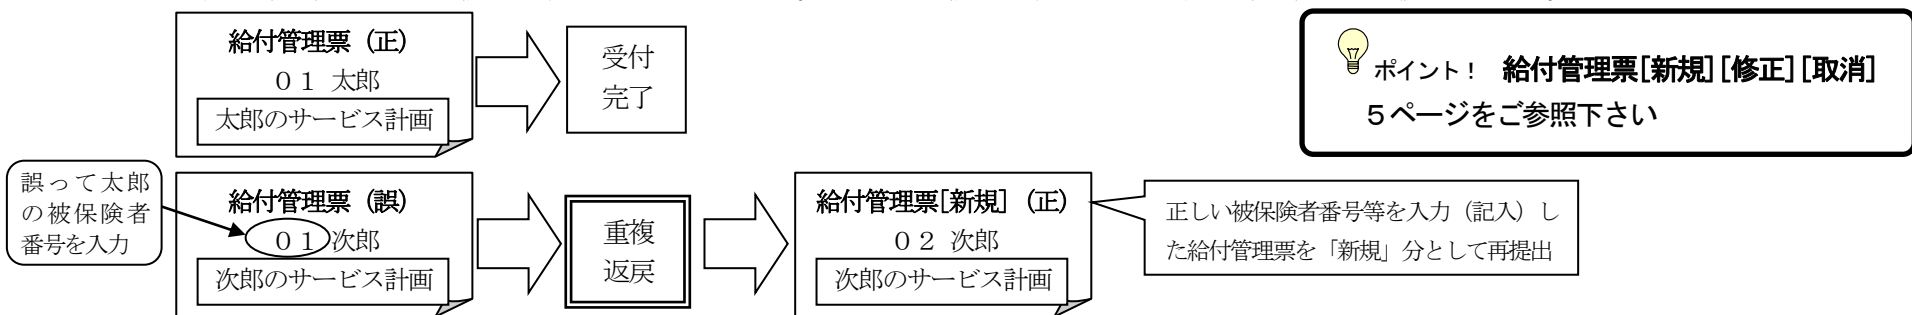 給付管理票（正）
０１ 太郎
太郎のサービス計画
受付
完了
ポイント！ 給付管理票[新規][修正][取消]
５ページをご参照下さい
誤って太郎
の被保険者
番号を入力
給付管理票（誤）
０１次郎
次郎のサービス計画
重複
返戻
給付管理票[新規]（正）
０２ 次郎
次郎のサービス計画
正しい被保険者番号等を入力（記入）し
た給付管理票を「新規」分として再提出